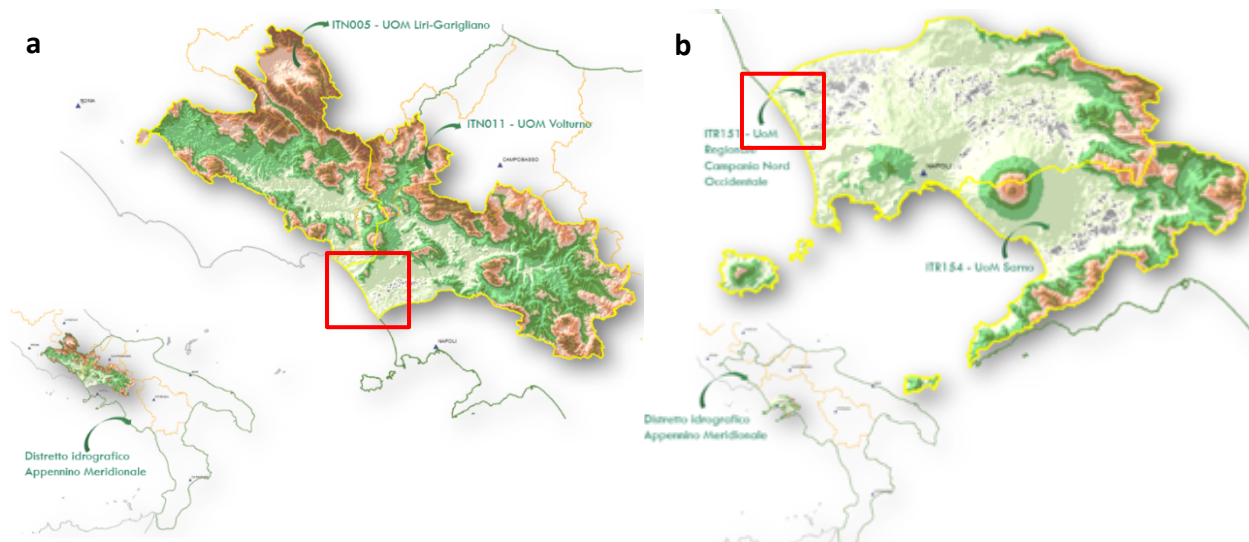 a
ITN005 - UOM Liri-Garigliano
ROMA
ITN011 - UOM Volturno
CAMPOBASSO
NAPOLI
Distretto idrografico
Appennino Meridionale
b
ITR151 - UoM
Regionale
Campania Nord
Occidentale
NAPOLI
ITR154 - UoM Sarno
Distretto idrografico
Appennino Meridionale